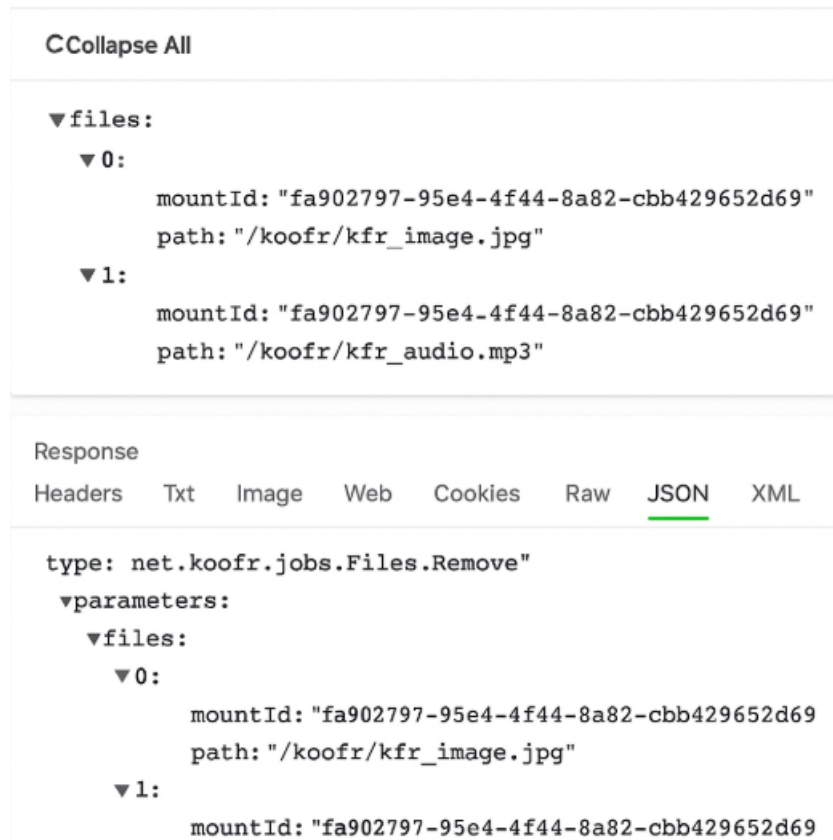 CCollapse All
▼files:
▼0:
mountId: "fa902797-95e4-4f44-8a82-cbb429652d69"
path: "/koofr/kfr_image.jpg"
▼1:
mountId: "fa902797-95e4-4f44-8a82-cbb429652d69"
path: "/koofr/kfr_audio.mp3"
Response
Headers Txt Image Web Cookies Raw JSON XML
type: net.koofr.jobs.Files.Remove"
▼parameters:
▼files:
▼0:
mountId: "fa902797-95e4-4f44-8a82-cbb429652d69
path: "/koofr/kfr_image.jpg"
▼1:
mountId: "fa902797-95e4-4f44-8a82-cbb429652d69